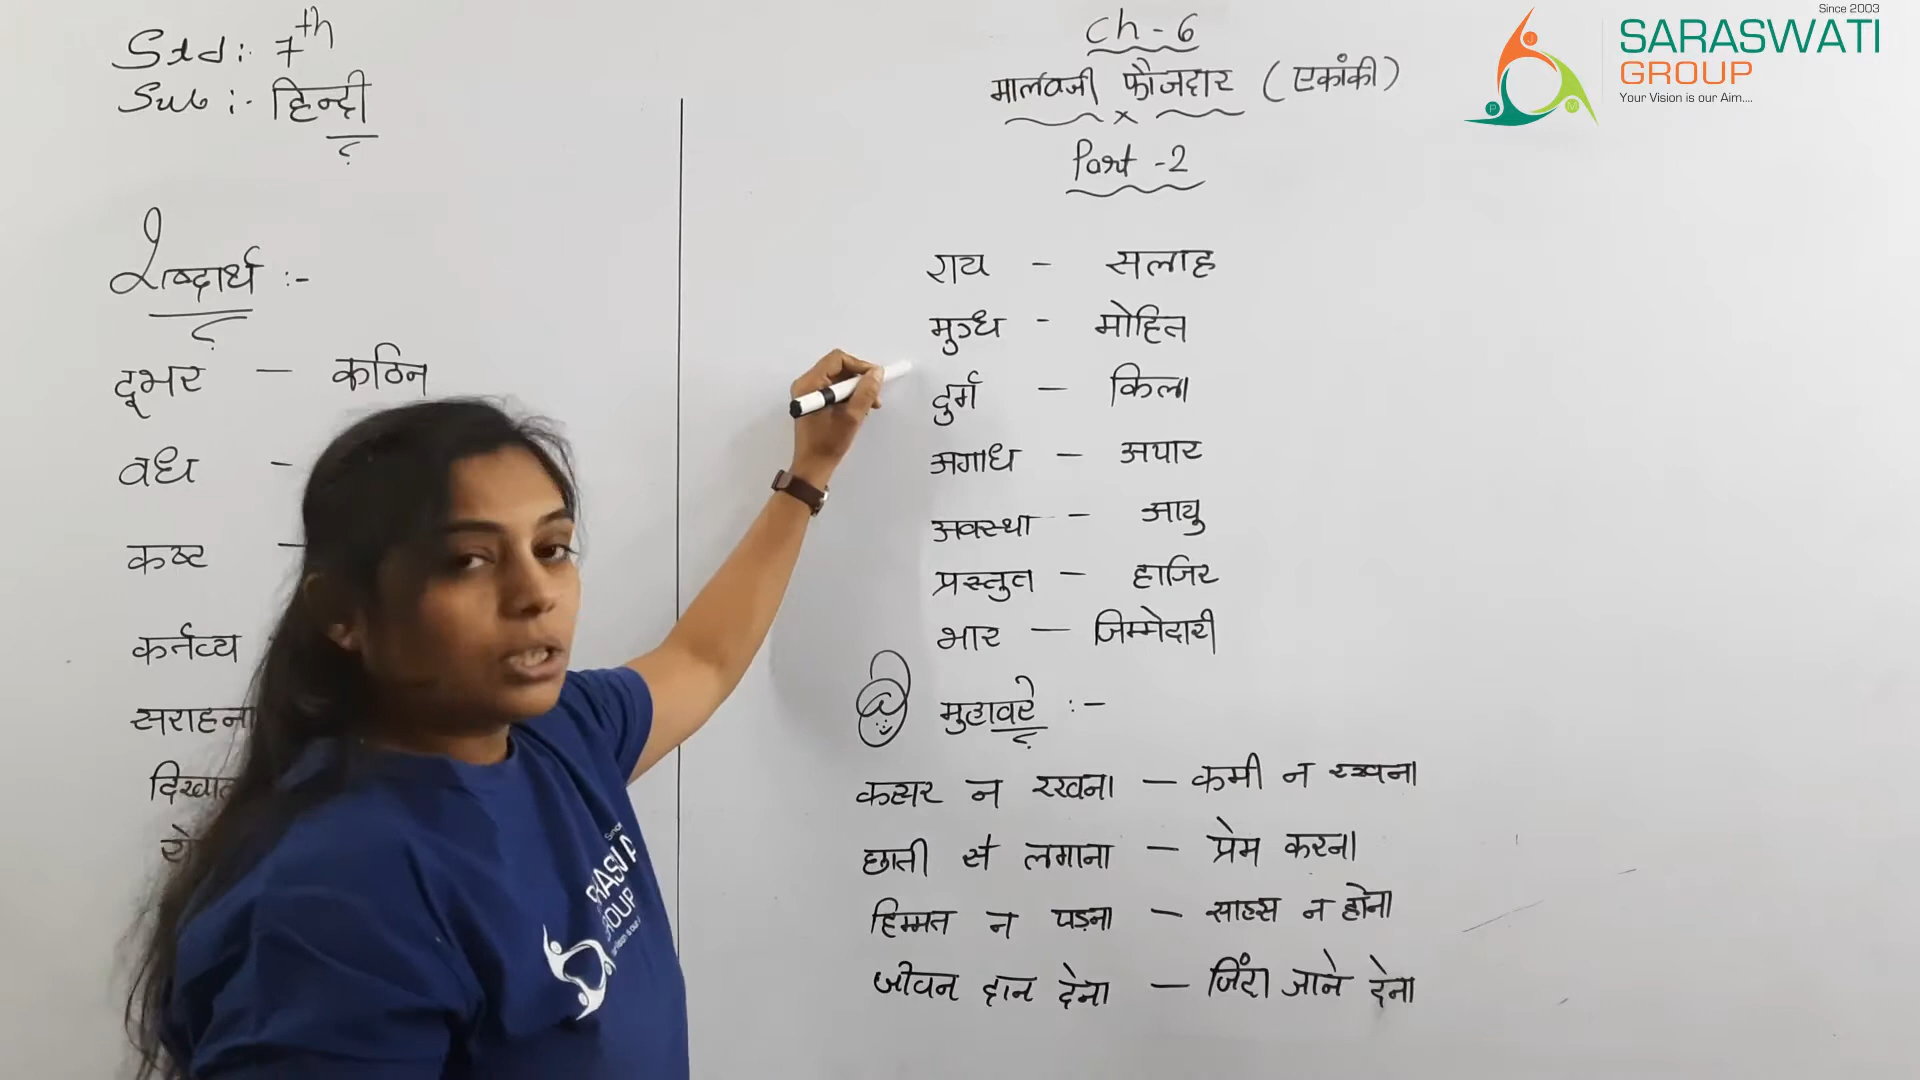 Std:- 7th
Sub:- हिन्दी
Ch - 6
मालवजी फौजदार (एकांकी)
Part - 2
Since 2003
SARASWATI
GROUP
Your Vision is our Aim....
शब्दार्थ :-
दूभर – कठिन
वध –
कष्ट –
कर्तव्य
सराहना
राय – सलाह
मुग्ध - मोहित
दुर्ग – किला
अगाध – अपार
अवस्था – आयु
प्रस्तुत – हाजिर
भार – जिम्मेदारी
मुहावरे :-
कसर न रखना – कमी न रखना
छाती से लगाना – प्रेम करना
हिम्मत न पड़ना – साहस न होना
जीवन दान देना – जिंदा जाने देना
GROUP